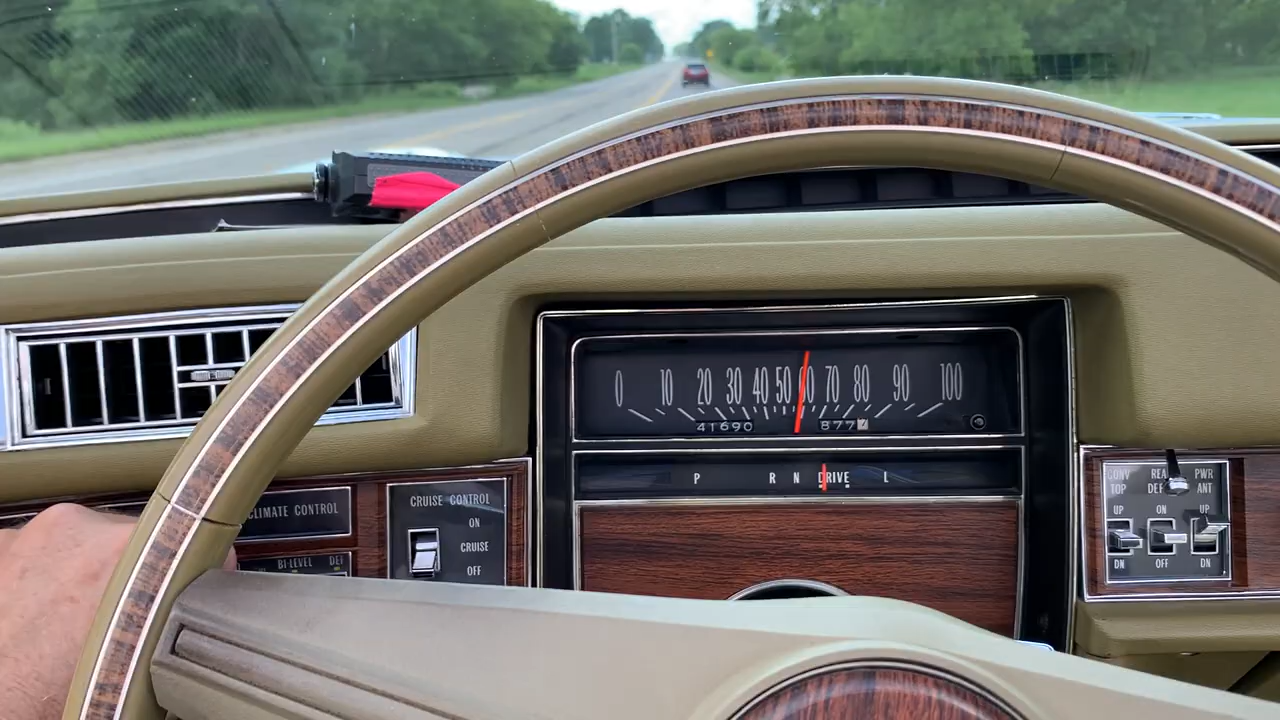 0 10 20 30 40 50 60 70 80 90 100
41690 877
P R N DRIVE L
CLIMATE CONTROL
BI-LEVEL DEF
CRUISE CONTROL
ON
CRUISE
OFF
CONV TOP
REAR DEF
PWR ANT
UP ON UP
DN OFF DN